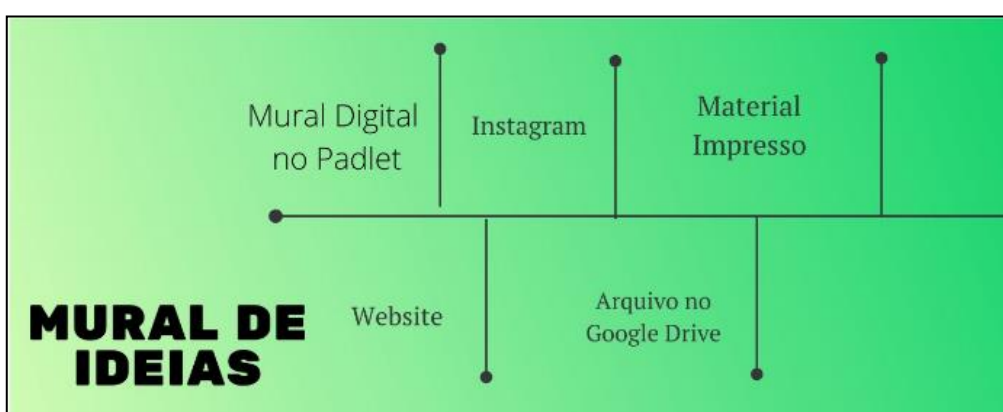 Mural Digital
no Padlet
Instagram
Material
Impresso
Website
Arquivo no
Google Drive
MURAL DE
IDEIAS